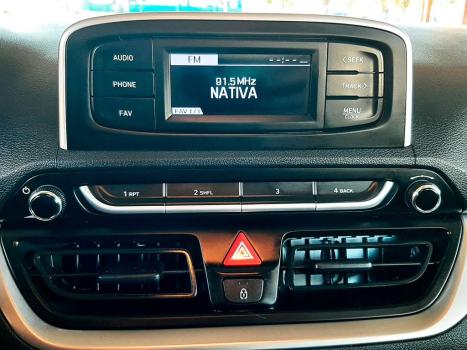 AUDIO
PHONE
FAV
FM
--:--
91.5MHz
NATIVA
FAV 1/3
<SEEK
TRACK>
MENU
CLOCK
1 RPT
2 SHFL
3
4 BACK